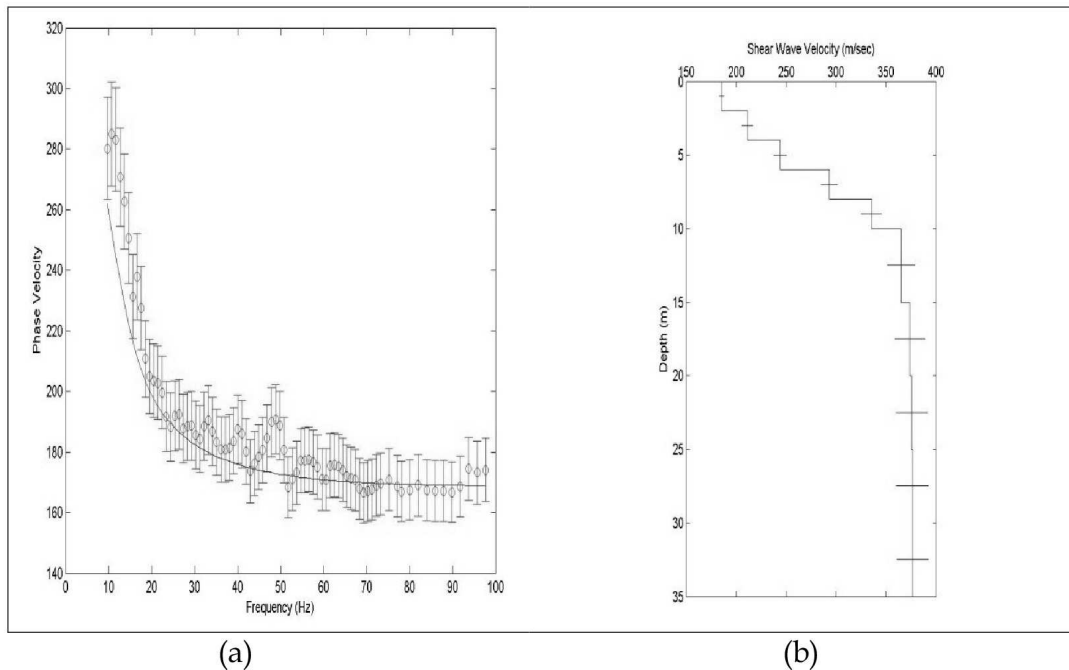 320
300
280
260
240
220
200
180
160
140
Phase Velocity
0 10 20 30 40 50 60 70 80 90 100
Frequency (Hz)
(a)
Shear Wave Velocity (m/sec)
150 200 250 300 350 400
0
5
10
15
20
25
30
35
Depth (m)
(b)